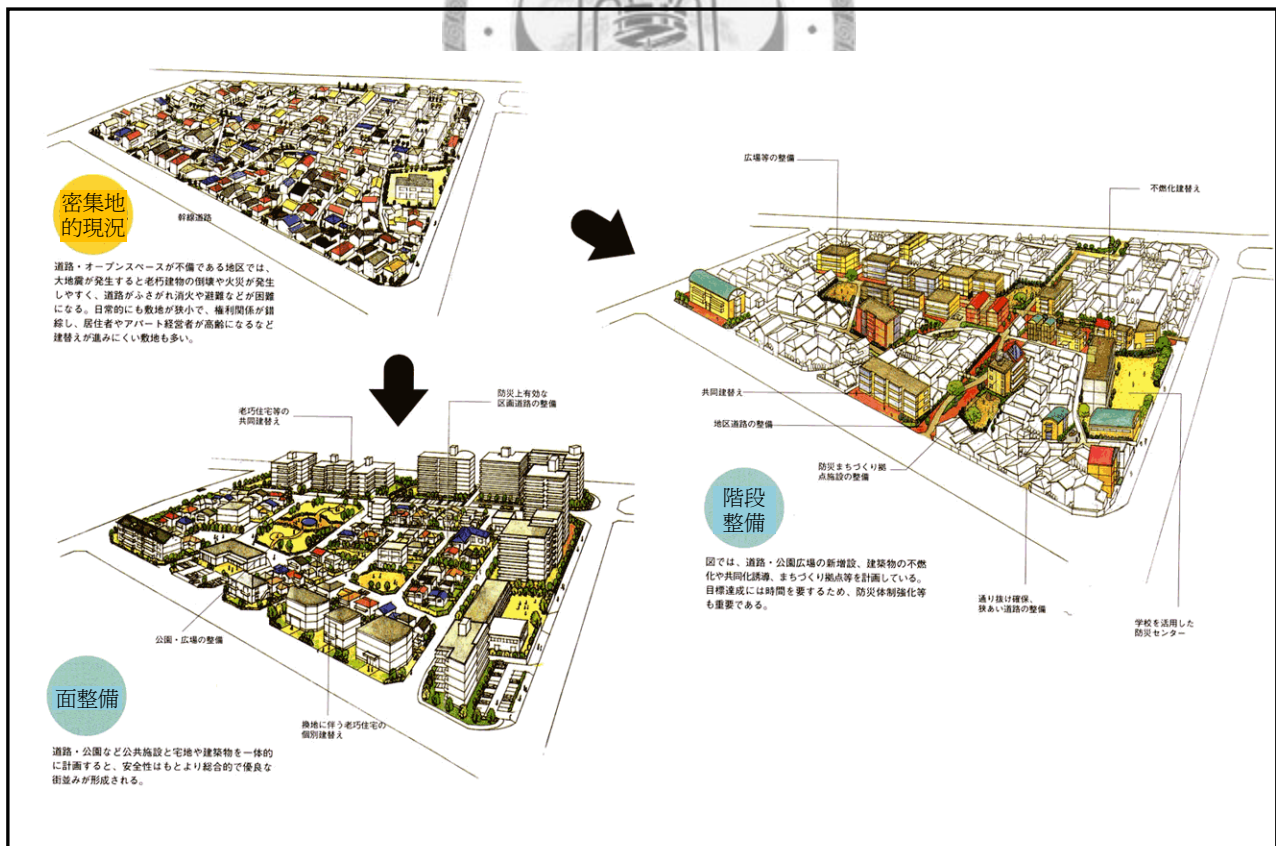 密集地
的現況
幹線道路
道路・オープンスペースが不備である地区では、
大地震が発生すると老朽建物の倒壊や火災が発生
しやすく、道路がふさがれ消火や避難などが困難
になる。日常的にも敷地が狭小で、権利関係が錯
綜し、居住者やアパート経営者が高齢になるなど
建替えが進みにくい敷地も多い。
広場等の整備
不燃化建替え
共同建替え
地区道路の整備
防災まちづくり拠
点施設の整備
階段
整備
図では、道路・公園広場の新増設、建築物の不燃
化や共同化誘導、まちづくり拠点等を計画している。
目標達成には時間を要するため、防災体制強化等
も重要である。
通り抜け確保、
狭あい道路の整備
学校を活用した
防災センター
老巧住宅等の
共同建替え
防災上有効な
区画道路の整備
公園・広場の整備
換地に伴う老巧住宅の
個別建替え
面整備
道路・公園など公共施設と宅地や建築物を一体的
に計画すると、安全性はもとより総合的で優良な
街並みが形成される。